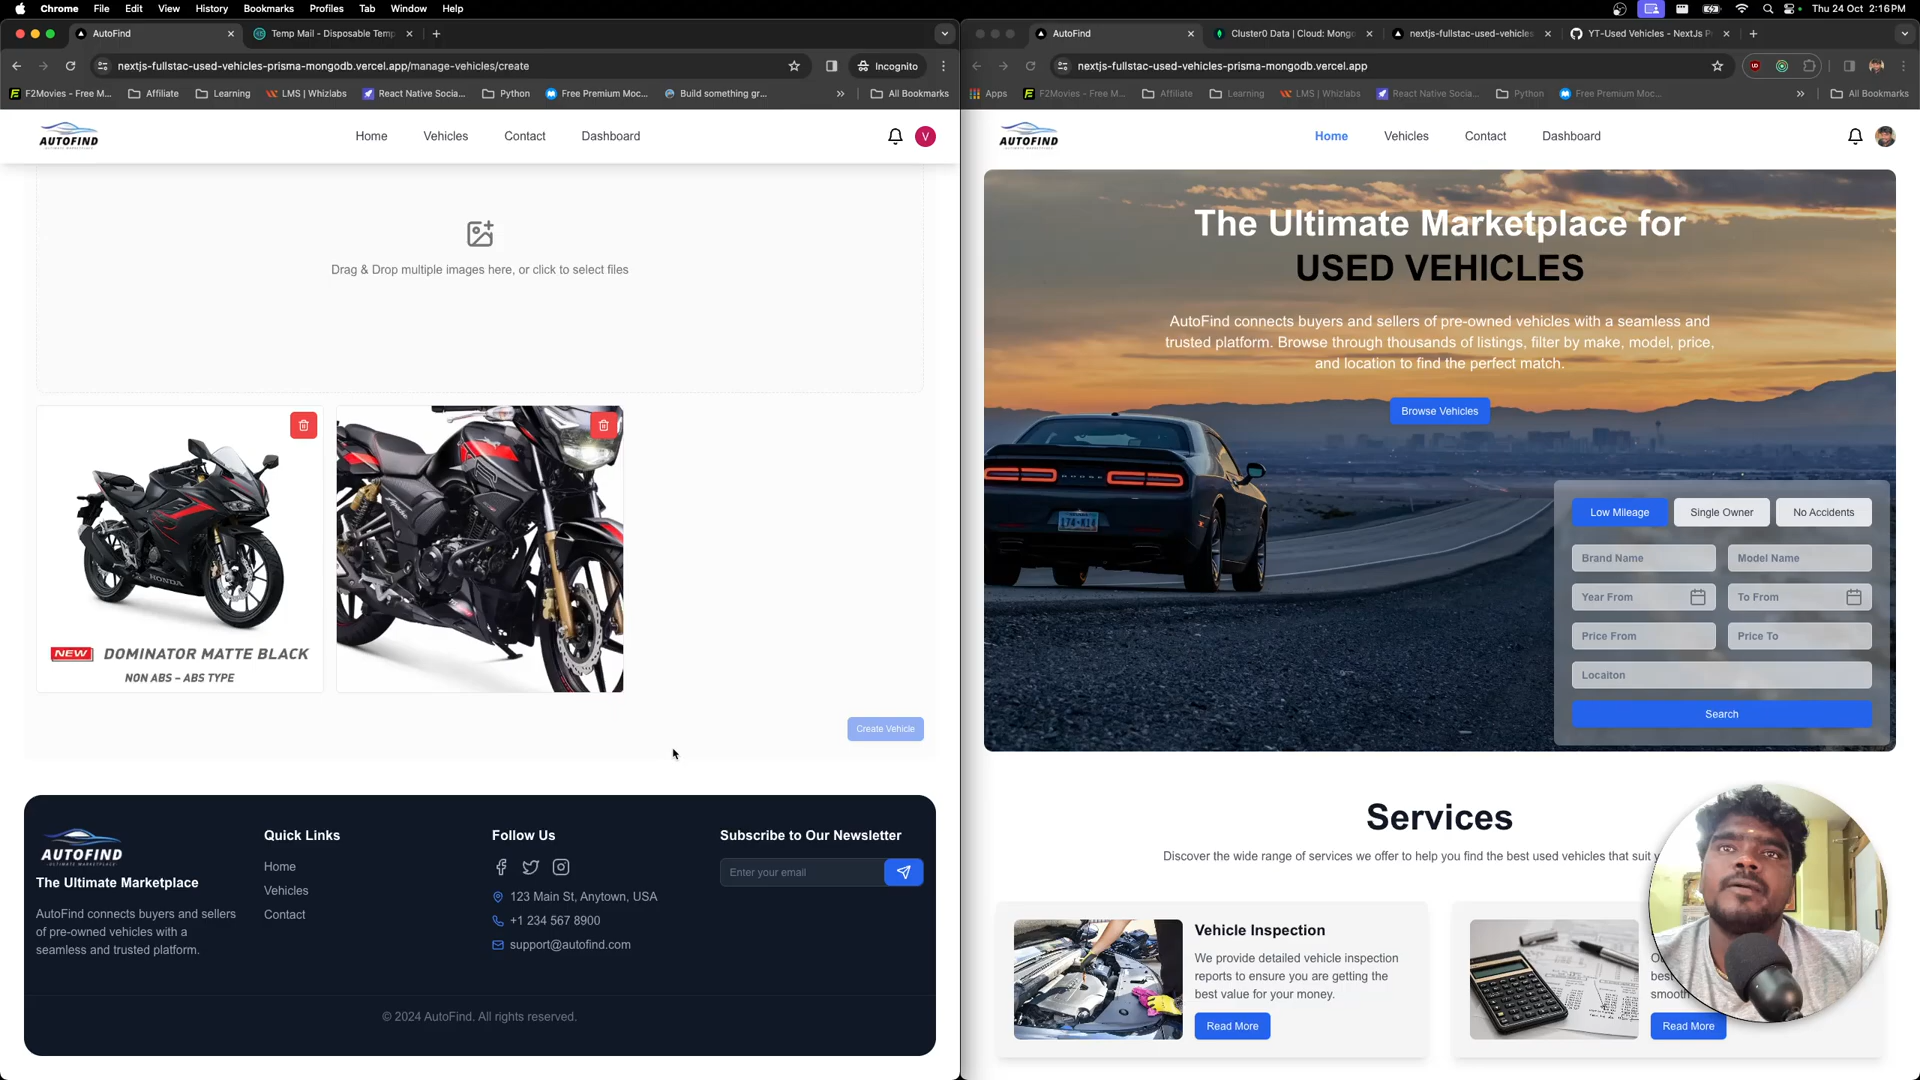 Chrome File Edit View History Bookmarks Profiles Tab Window Help
Thu 24 Oct 2:16 PM
AutoFind
Temp Mail - Disposable Temp
nextjs-fullstac-used-vehicles-prisma-mongodb.vercel.app/manage-vehicles/create
Incognito
F2Movies - Free M...
Affiliate
Learning
LMS | Whizlabs
React Native Socia...
Python
Free Premium Moc...
Build something gr...
»
All Bookmarks
AUTOFIND
Home
Vehicles
Contact
Dashboard
V
Drag & Drop multiple images here, or click to select files
HONDA
NEW DOMINATOR MATTE BLACK
NON ABS – ABS TYPE
Create Vehicle
AUTOFIND
ULTIMATE MARKETPLACE
The Ultimate Marketplace
AutoFind connects buyers and sellers
of pre-owned vehicles with a
seamless and trusted platform.
Quick Links
Home
Vehicles
Contact
Follow Us
123 Main St, Anytown, USA
+1 234 567 8900
support@autofind.com
Subscribe to Our Newsletter
Enter your email
© 2024 AutoFind. All rights reserved.
AutoFind
Cluster0 Data | Cloud: Mongo
nextjs-fullstac-used-vehicles
YT-Used Vehicles - NextJs P
nextjs-fullstac-used-vehicles-prisma-mongodb.vercel.app
Apps
F2Movies - Free M...
Affiliate
Learning
LMS | Whizlabs
React Native Socia...
Python
Free Premium Moc...
»
All Bookmarks
AUTOFIND
Home
Vehicles
Contact
Dashboard
The Ultimate Marketplace for
USED VEHICLES
AutoFind connects buyers and sellers of pre-owned vehicles with a seamless and
trusted platform. Browse through thousands of listings, filter by make, model, price,
and location to find the perfect match.
Browse Vehicles
DODGE
Low Mileage
Single Owner
No Accidents
Brand Name
Model Name
Year From
To From
Price From
Price To
Locaiton
Search
Services
Discover the wide range of services we offer to help you find the best used vehicles that suit y
Vehicle Inspection
We provide detailed vehicle inspection
reports to ensure you are getting the
best value for your money.
Read More
best
smooth
Read More